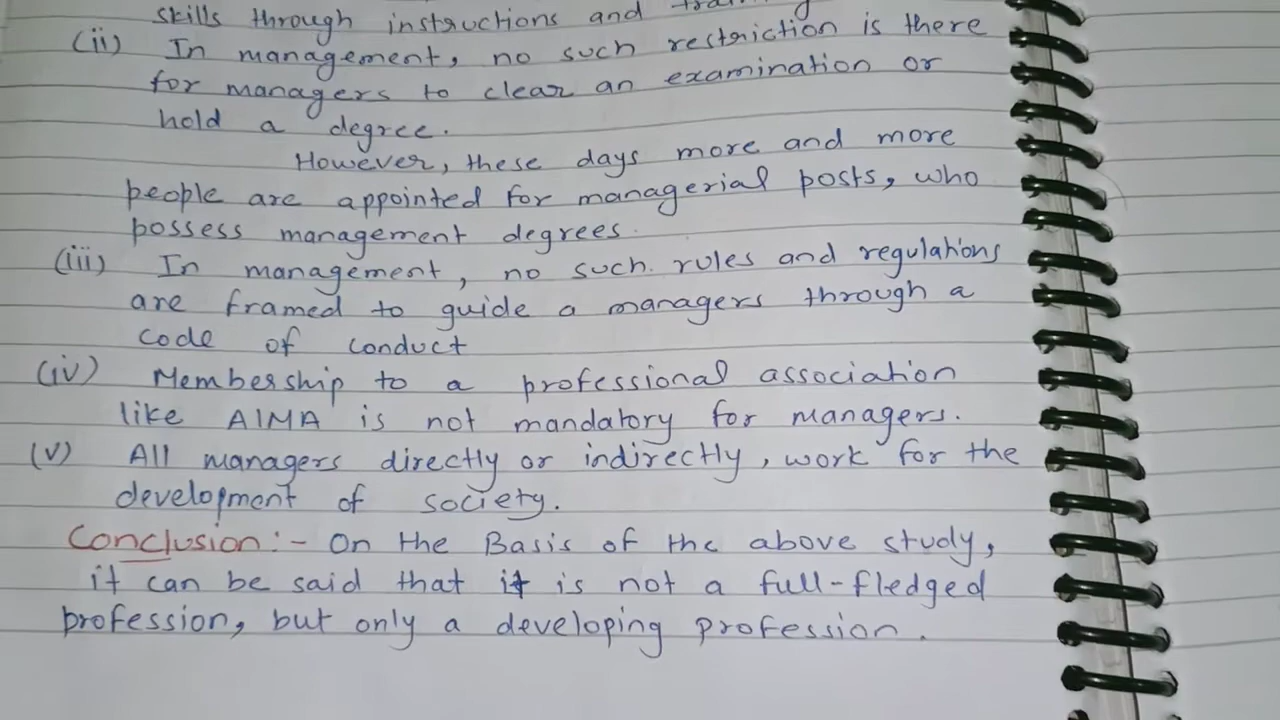 skills through instructions and training
(ii) In management, no such restriction is there
for managers to clear an examination or
hold a degree.
However, these days more and more
people are appointed for managerial posts, who
possess management degrees.
(iii) In management, no such rules and regulations
are framed to guide a managers through a
code of conduct
(iv) Membership to a professional association
like AIMA is not mandatory for managers.
(v) All managers directly or indirectly, work for the
development of society.
Conclusion:- On the Basis of the above study,
it can be said that it is not a full-fledged
profession, but only a developing profession.